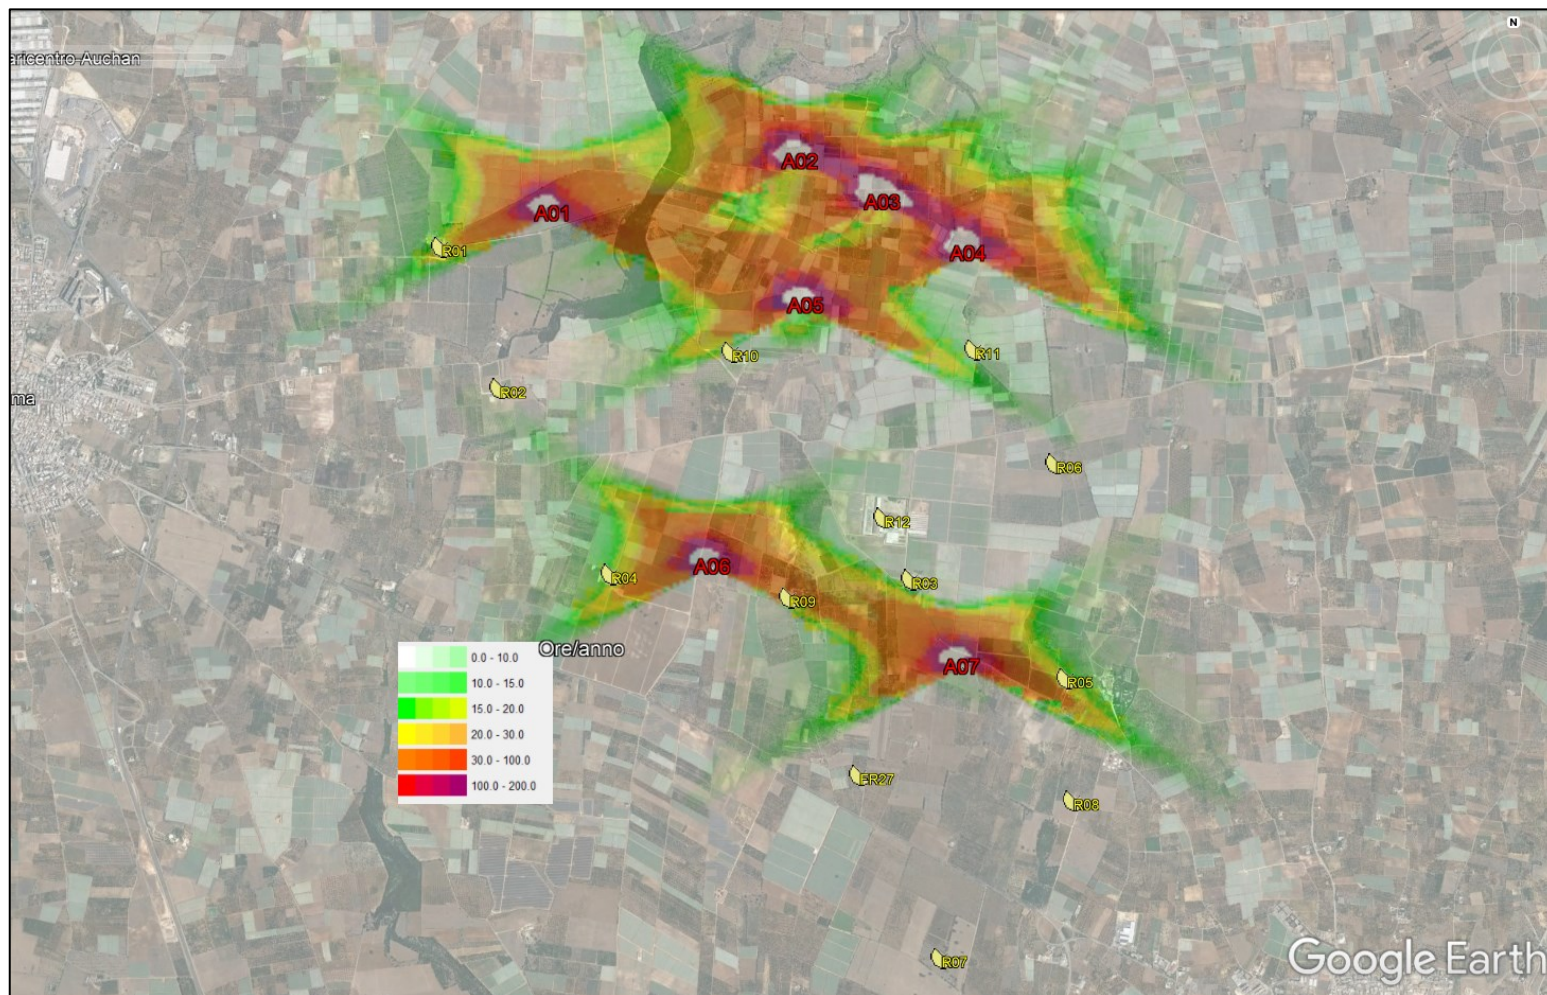 N
aricentro Auchan
A02
A03
A01
R01
A04
A05
R10
R11
R02
ma
R06
R12
A06
R04
R03
R09
Ore/anno
0.0 - 10.0
A07
10.0 - 15.0
R05
15.0 - 20.0
20.0 - 30.0
30.0 - 100.0
ER27
100.0 - 200.0
R08
Google Earth
R07